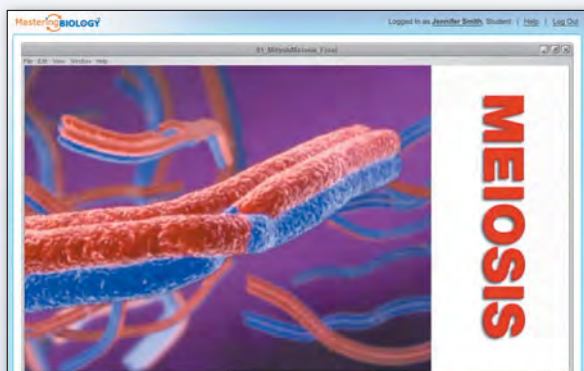 MasteringBIOLOGY®
Logged in as Jennifer Smith, Student | Help | Log Out
01_MitosisMeiosis_Final
File Edit View Window Help
MEIOSIS